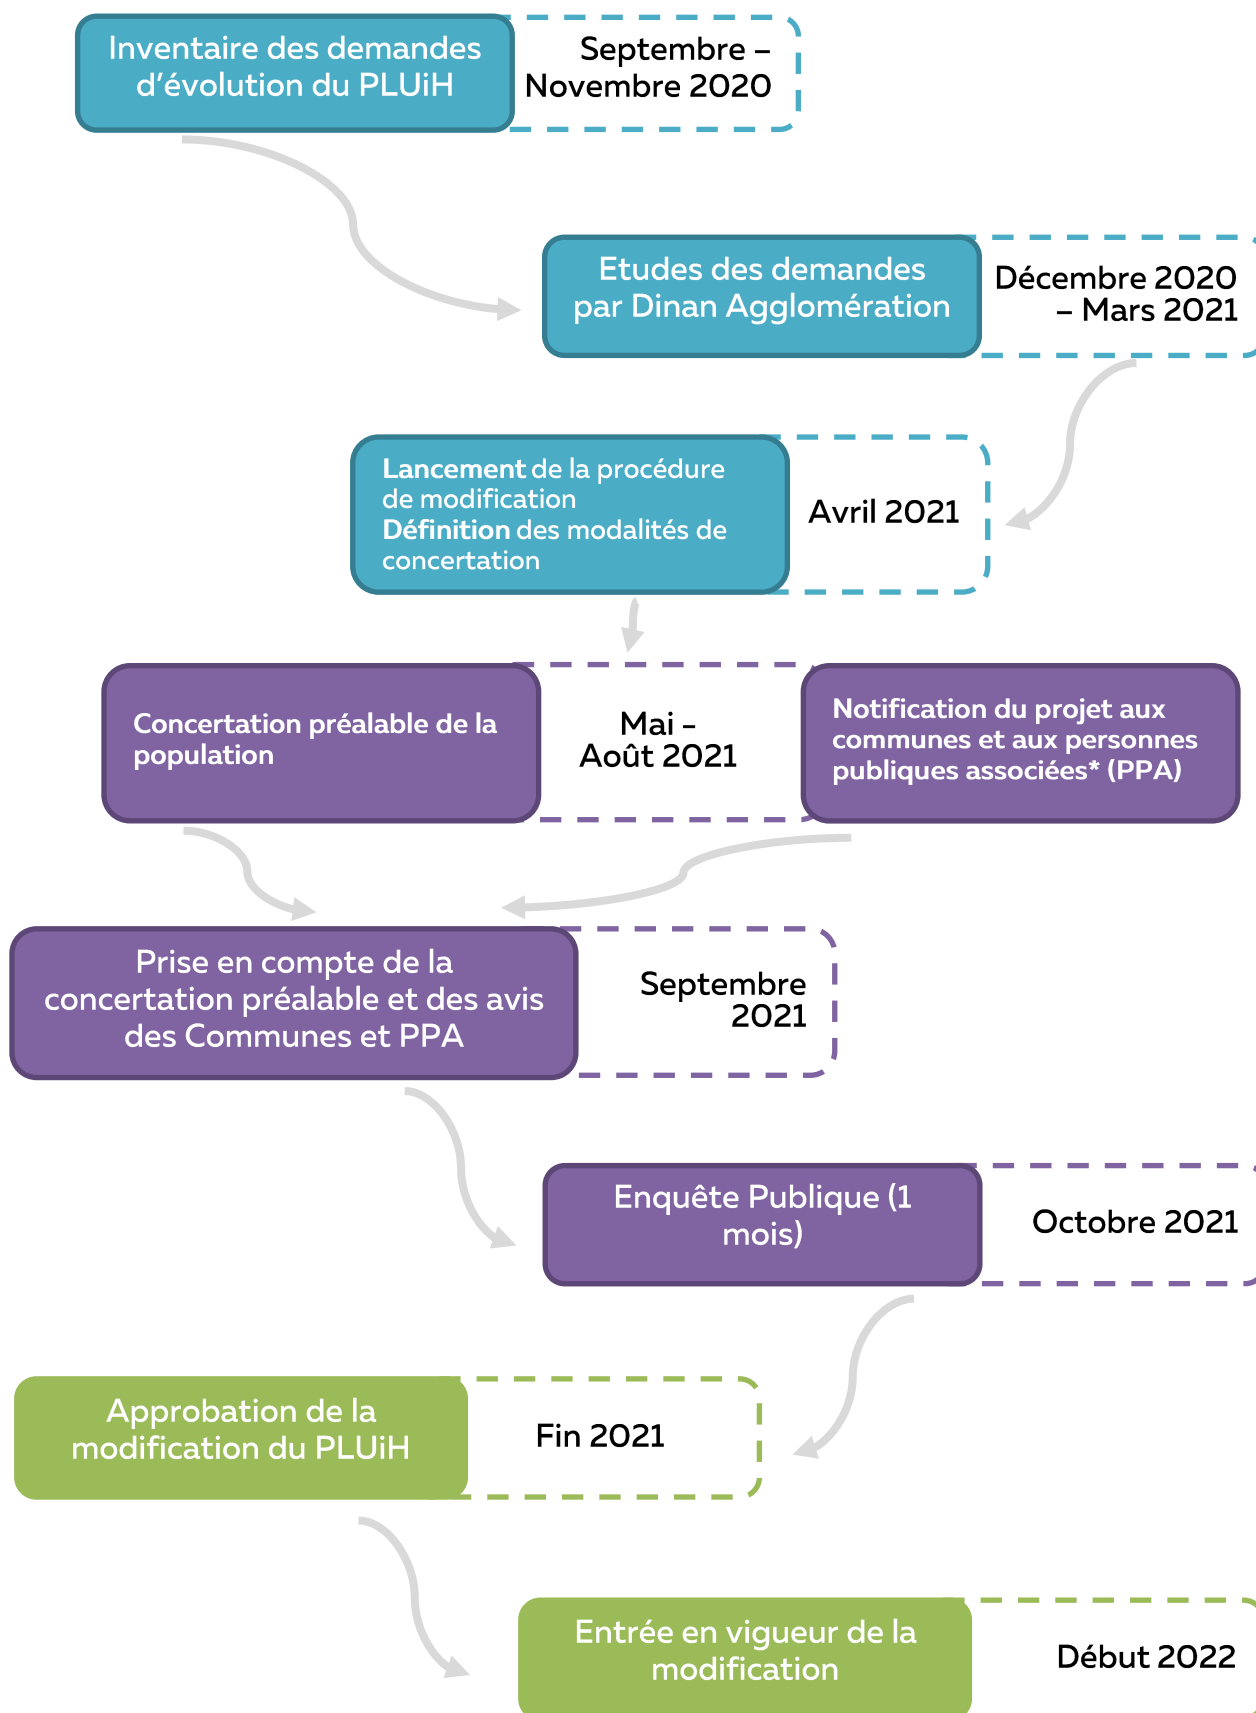 Inventaire des demandes
d'évolution du PLUiH
Septembre –
Novembre 2020
Etudes des demandes
par Dinan Agglomération
Décembre 2020
– Mars 2021
Lancement de la procédure
de modification
Définition des modalités de
concertation
Avril 2021
Concertation préalable de la
population
Mai -
Août 2021
Notification du projet aux
communes et aux personnes
publiques associées* (PPA)
Prise en compte de la
concertation préalable et des avis
des Communes et PPA
Septembre
2021
Enquête Publique (1
mois)
Octobre 2021
Approbation de la
modification du PLUiH
Fin 2021
Entrée en vigueur de la
modification
Début 2022